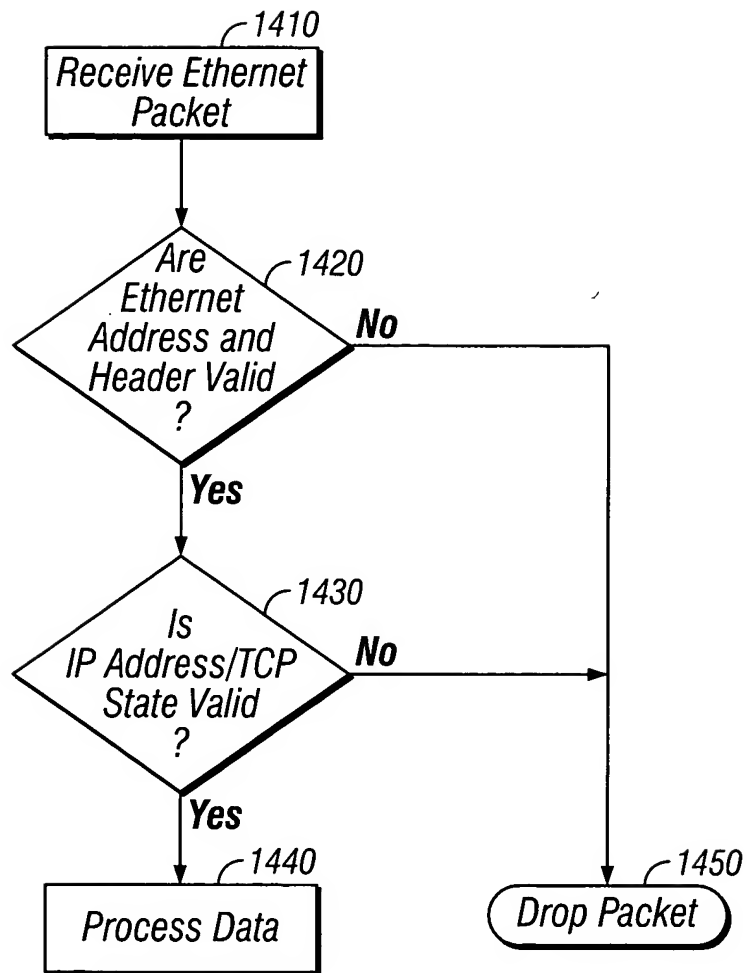 1410
Receive Ethernet
Packet
1420
Are
Ethernet
Address and
Header Valid
?
No
Yes
1430
Is
IP Address/TCP
State Valid
?
No
Yes
1440
Process Data
1450
Drop Packet